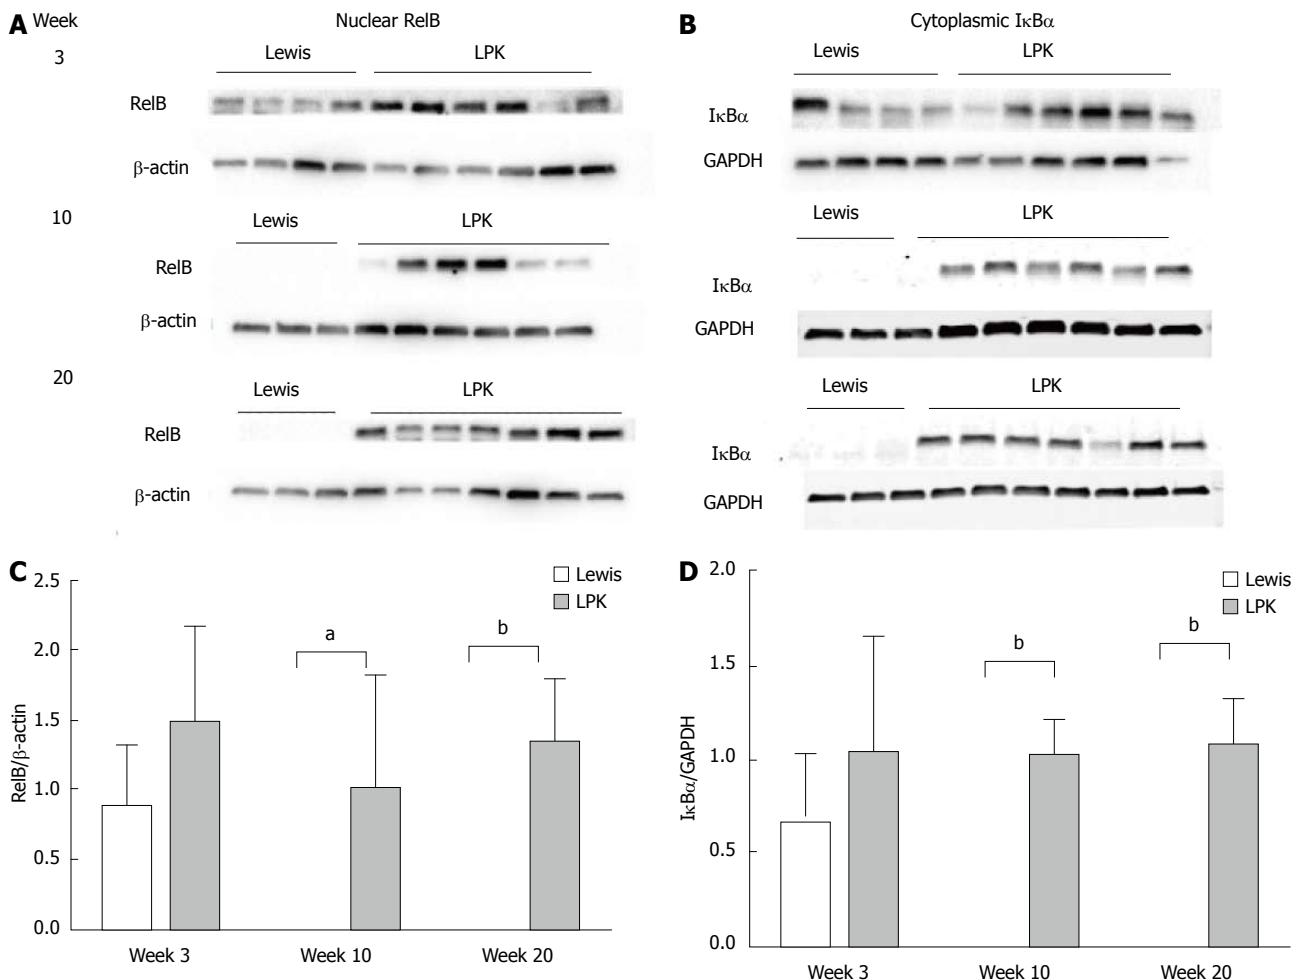 A Week Nuclear RelB
3 Lewis LPK
RelB
β-actin
10 Lewis LPK
RelB
β-actin
20 Lewis LPK
RelB
β-actin
B Cytoplasmic IκBα
Lewis LPK
IκBα
GAPDH
Lewis LPK
IκBα
GAPDH
Lewis LPK
IκBα
GAPDH
C
RelB/β-actin
2.5
2.0
1.5
1.0
0.5
0.0
Lewis
LPK
a
b
Week 3 Week 10 Week 20
D
IκBα/GAPDH
2.0
1.5
1.0
0.5
0.0
Lewis
LPK
b
b
Week 3 Week 10 Week 20